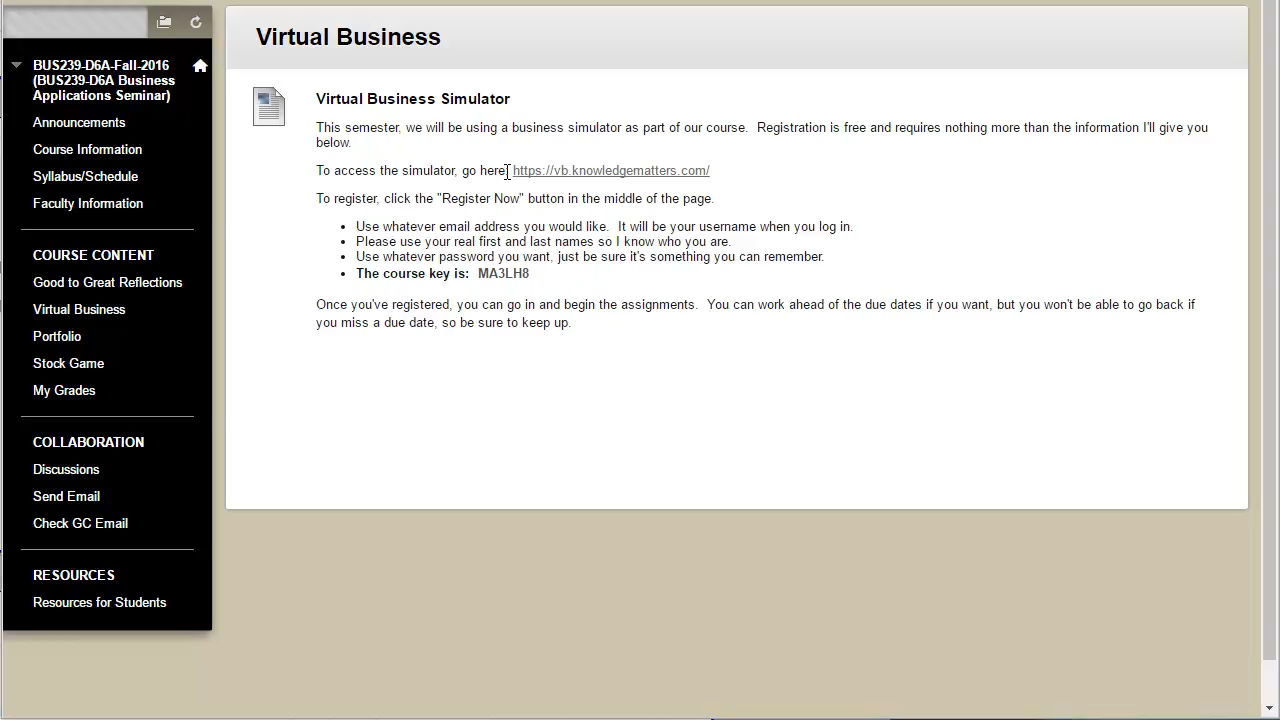 BUS239-D6A-Fall-2016
(BUS239-D6A Business
Applications Seminar)
Announcements
Course Information
Syllabus/Schedule
Faculty Information
COURSE CONTENT
Good to Great Reflections
Virtual Business
Portfolio
Stock Game
My Grades
COLLABORATION
Discussions
Send Email
Check GC Email
RESOURCES
Resources for Students
Virtual Business
Virtual Business Simulator
This semester, we will be using a business simulator as part of our course.  Registration is free and requires nothing more than the information I'll give you
below.
To access the simulator, go here: https://vb.knowledgematters.com/
To register, click the "Register Now" button in the middle of the page.
• Use whatever email address you would like.  It will be your username when you log in.
• Please use your real first and last names so I know who you are.
• Use whatever password you want, just be sure it's something you can remember.
• The course key is:  MA3LH8
Once you've registered, you can go in and begin the assignments.  You can work ahead of the due dates if you want, but you won't be able to go back if
you miss a due date, so be sure to keep up.